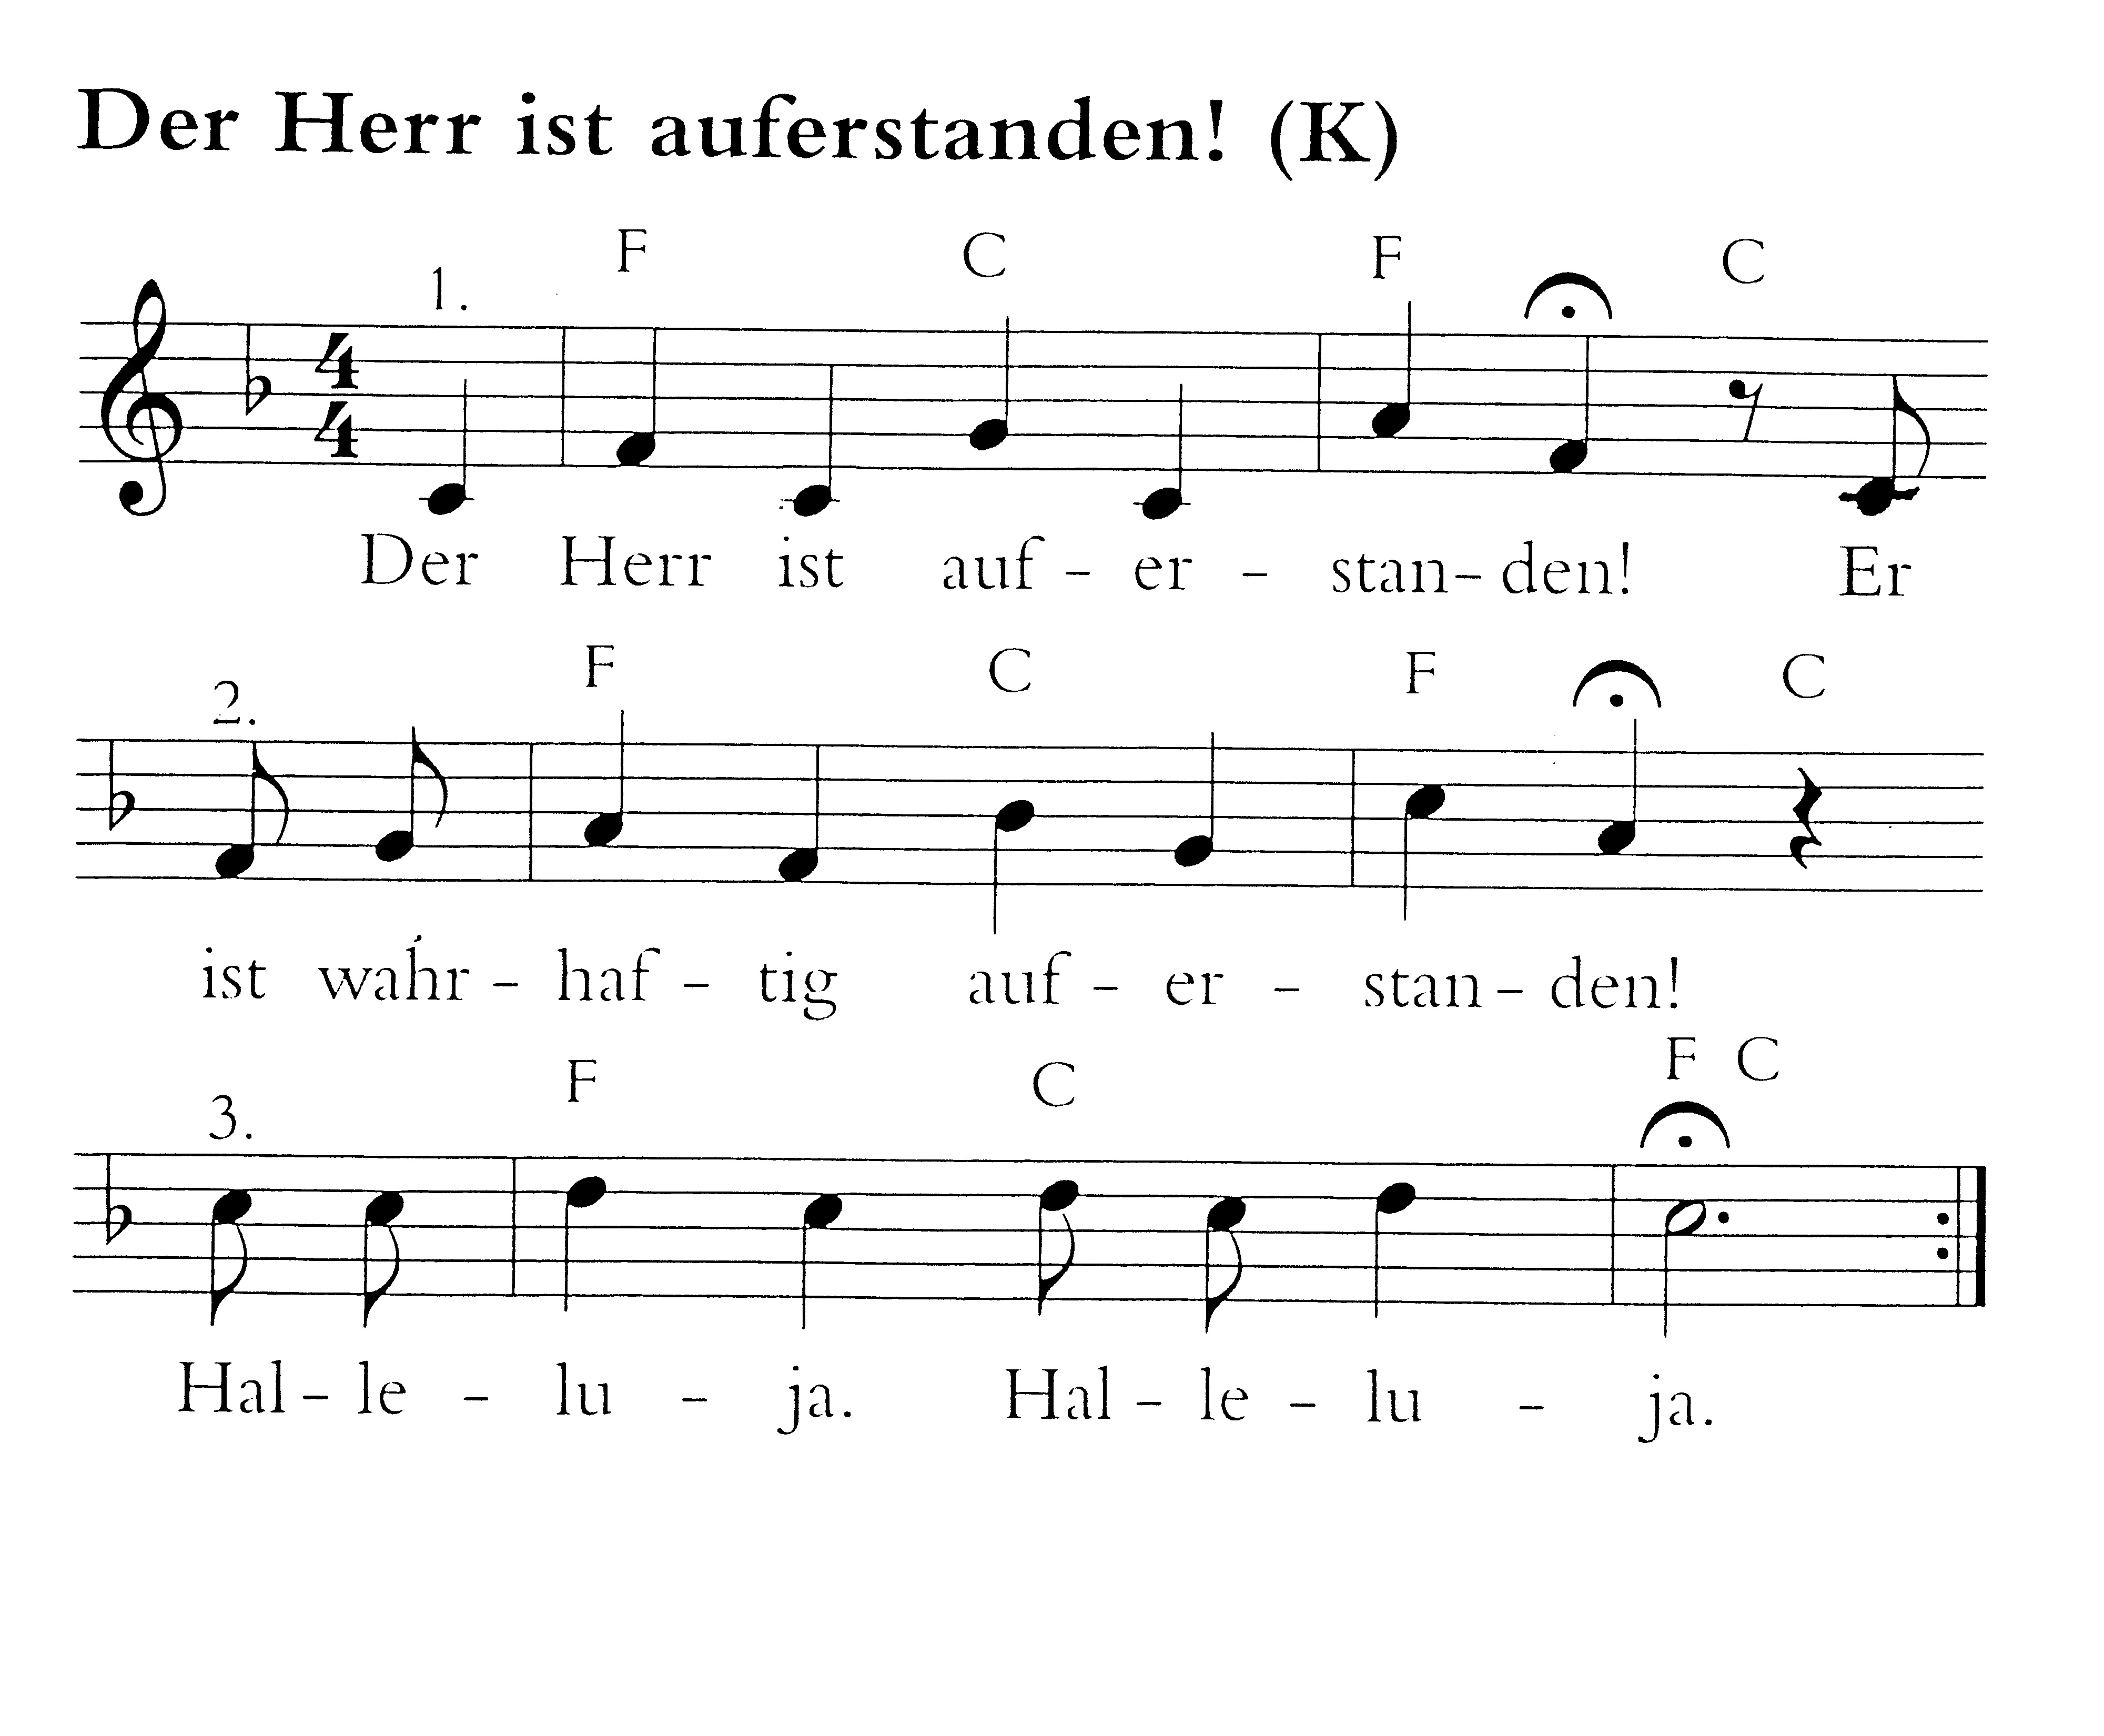 Der Herr ist auferstanden! (K)
1. F C F C
4
4
Der Herr ist auf - er - stan- den! Er
2. F C F C
ist wahr - haf - tig auf - er - stan - den!
3. F C F C
Hal - le - lu - ja. Hal - le - lu - ja.